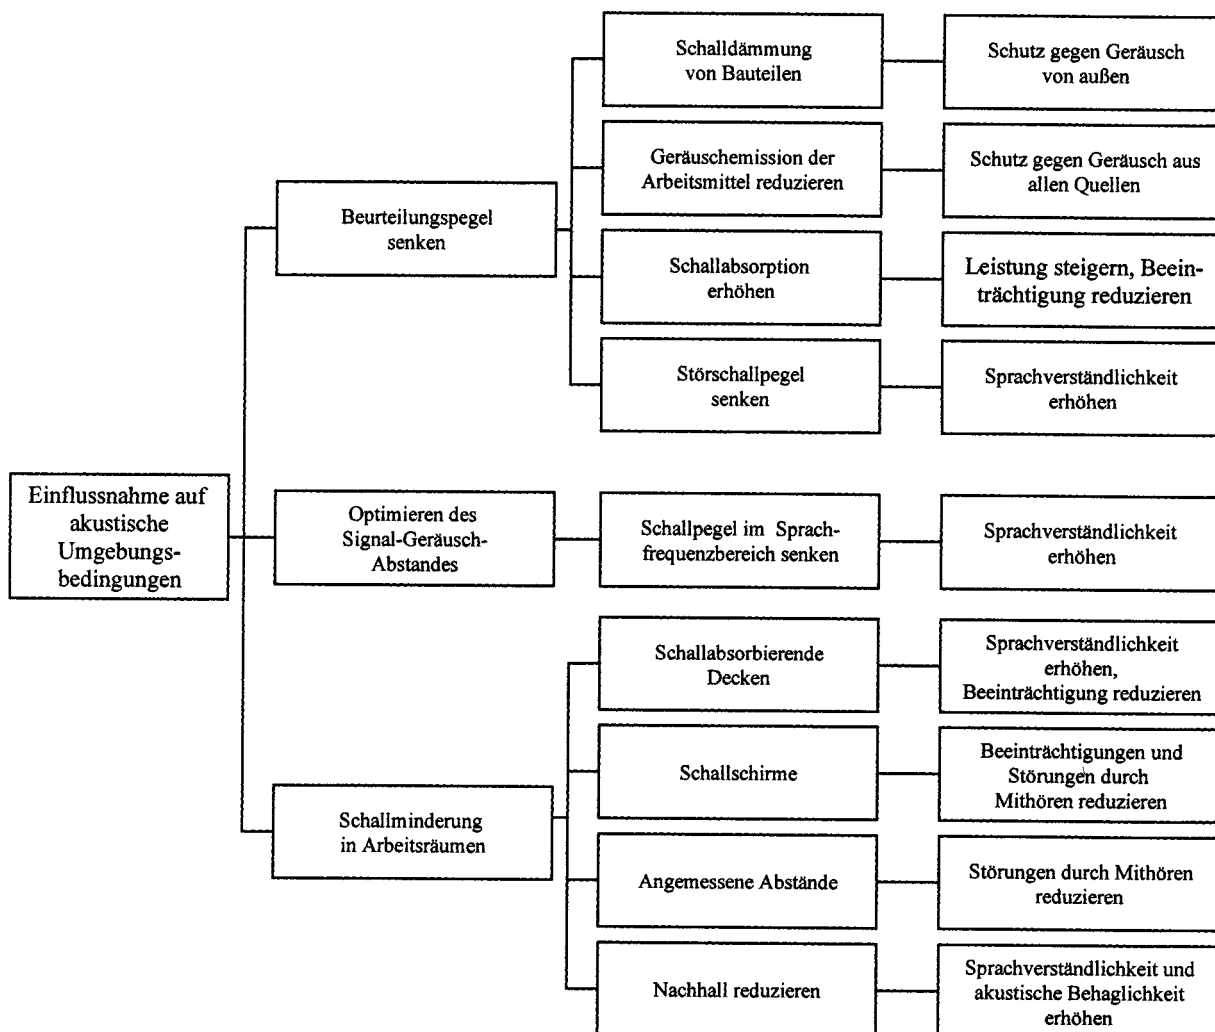 Schalldämmung
von Bauteilen
Schutz gegen Geräusch
von außen
Geräuschemission der
Arbeitsmittel reduzieren
Schutz gegen Geräusch aus
allen Quellen
Beurteilungspegel
senken
Schallabsorption
erhöhen
Leistung steigern, Beein-
trächtigung reduzieren
Störschallpegel
senken
Sprachverständlichkeit
erhöhen
Einflussnahme auf
akustische
Umgebungs-
bedingungen
Optimieren des
Signal-Geräusch-
Abstandes
Schallpegel im Sprach-
frequenzbereich senken
Sprachverständlichkeit
erhöhen
Schallabsorbierende
Decken
Sprachverständlichkeit
erhöhen,
Beeinträchtigung reduzieren
Schallschirme
Beeinträchtigungen und
Störungen durch
Mithören reduzieren
Schallminderung
in Arbeitsräumen
Angemessene Abstände
Störungen durch Mithören
reduzieren
Nachhall reduzieren
Sprachverständlichkeit und
akustische Behaglichkeit
erhöhen